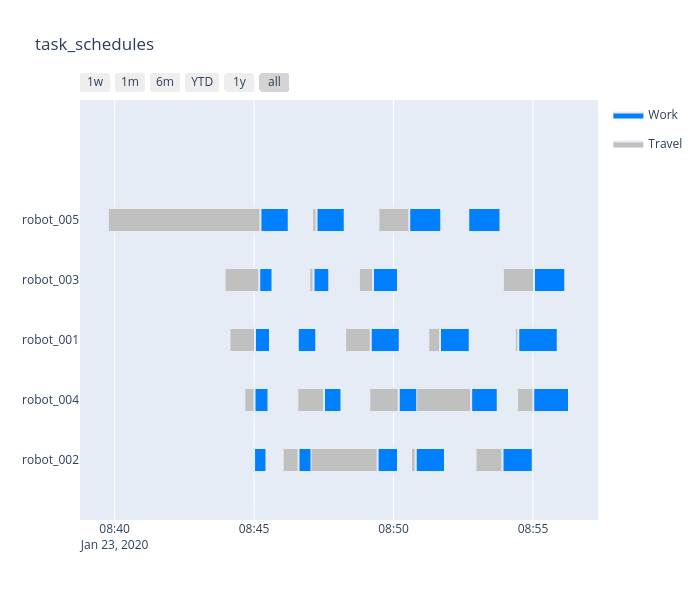 task_schedules
1w 1m 6m YTD 1y all
Work
Travel
robot_005
robot_003
robot_001
robot_004
robot_002
08:40 08:45 08:50 08:55
Jan 23, 2020